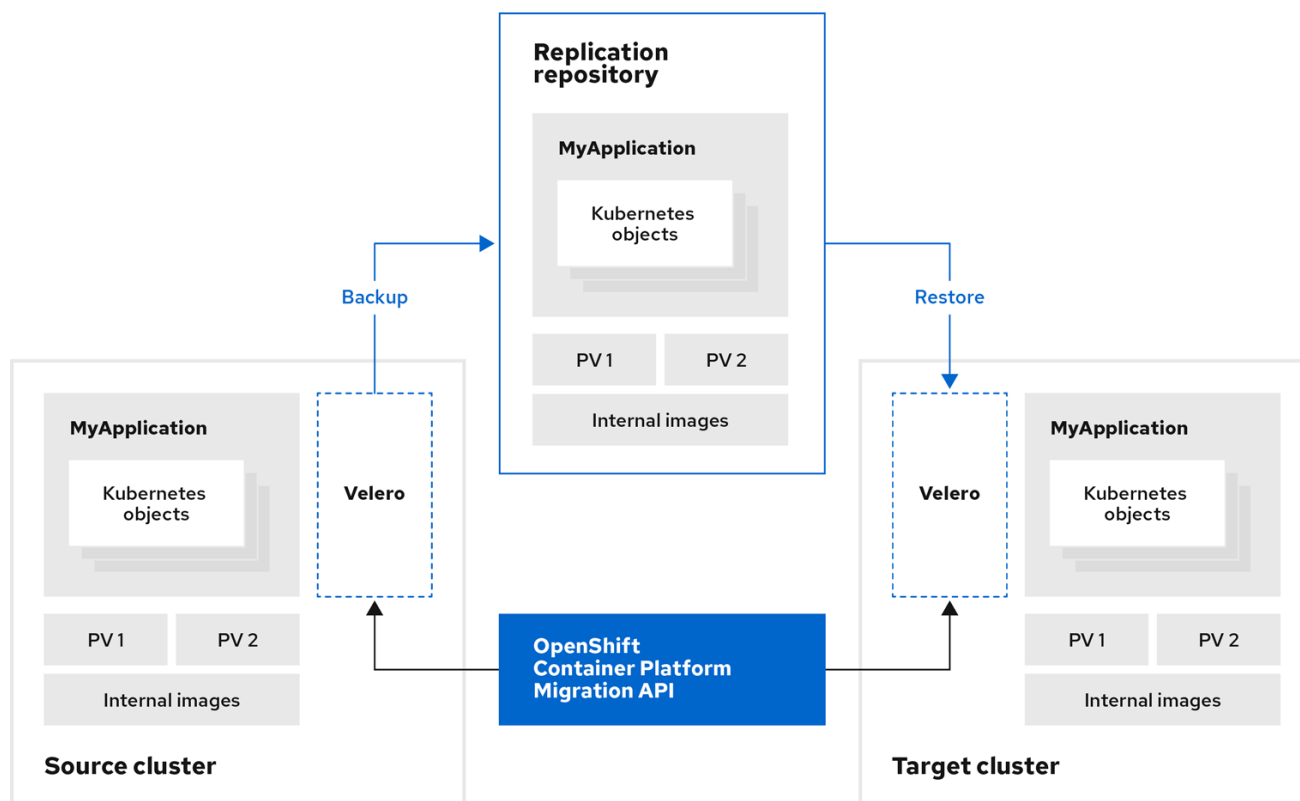 Replication
repository
MyApplication
Kubernetes
objects
PV 1
PV 2
Internal images
Backup
Restore
MyApplication
Kubernetes
objects
Velero
PV 1
PV 2
Internal images
Source cluster
OpenShift
Container Platform
Migration API
Velero
MyApplication
Kubernetes
objects
PV 1
PV 2
Internal images
Target cluster